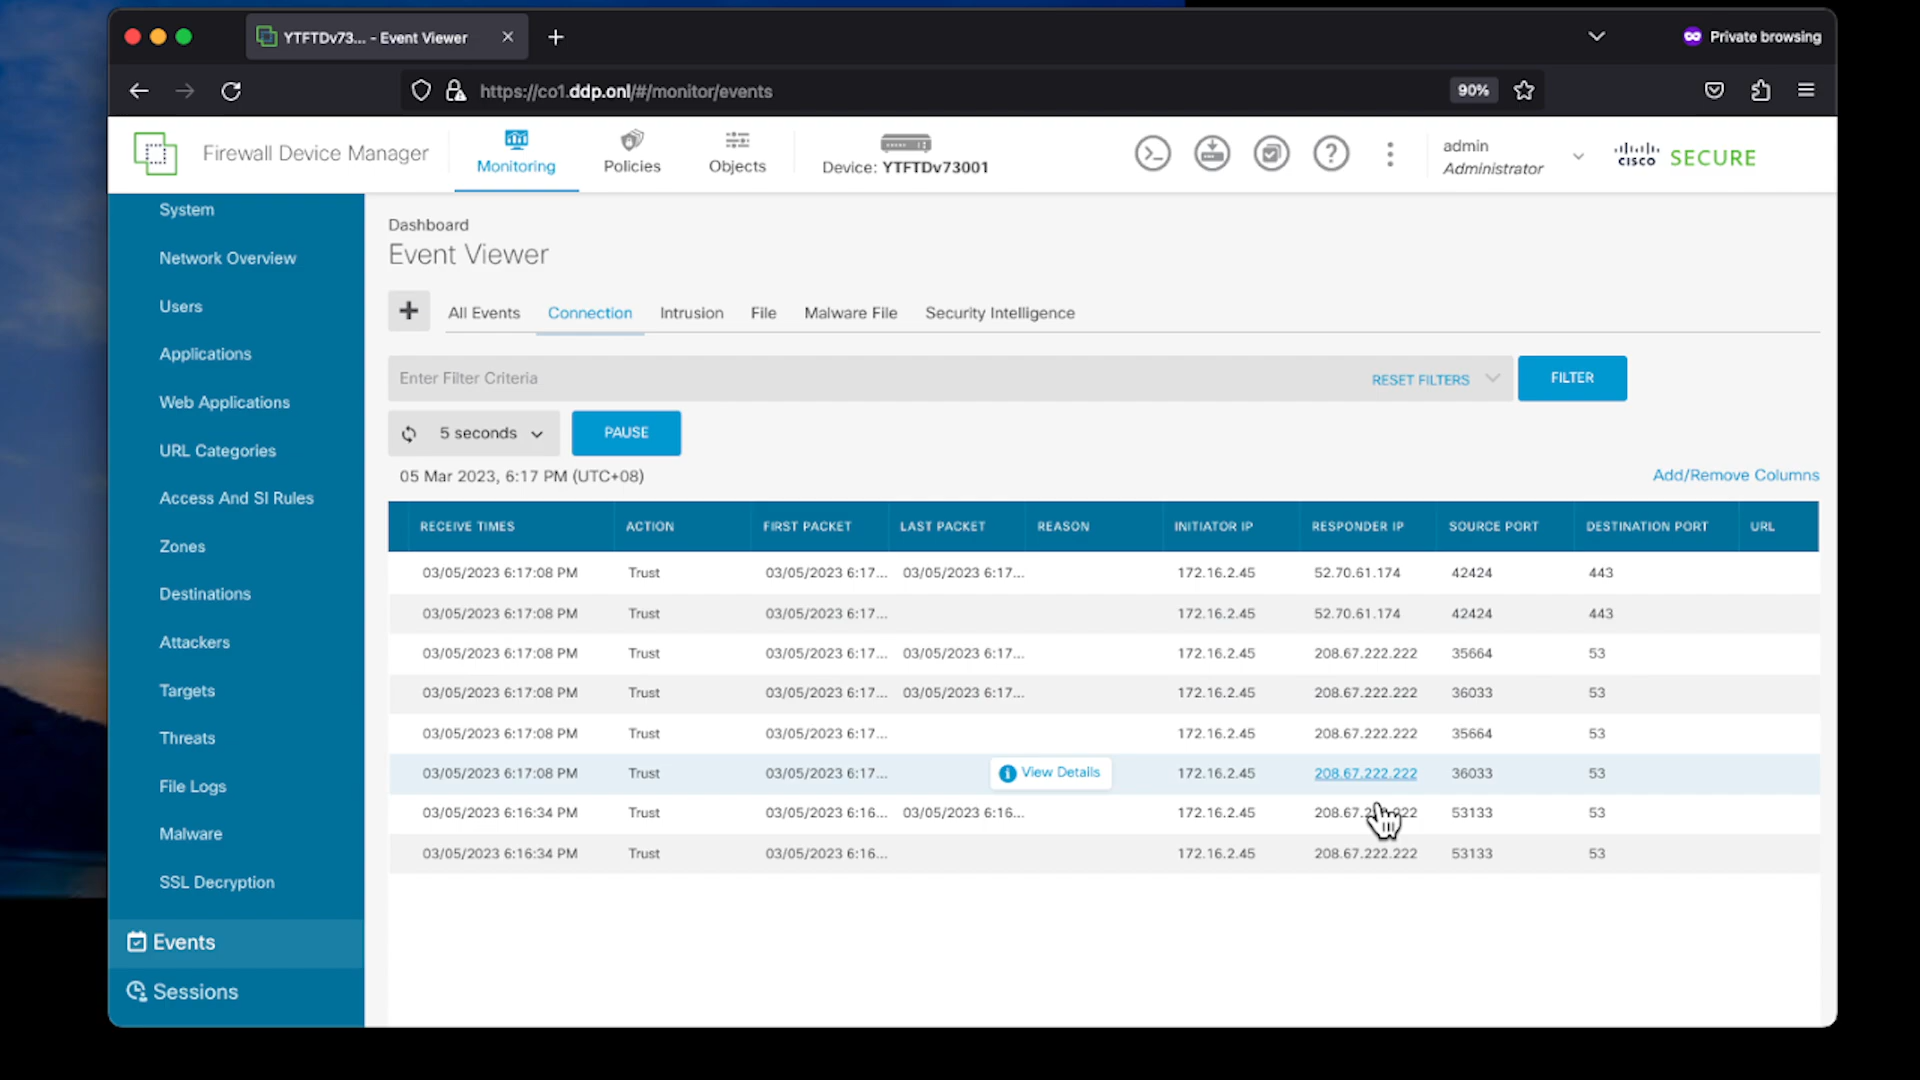 YTFTDv73... - Event Viewer
Private browsing
https://co1.ddp.onl/#/monitor/events
90%
Firewall Device Manager
Monitoring
Policies
Objects
Device: YTFTDv73001
admin
Administrator
CISCO SECURE
System
Network Overview
Users
Applications
Web Applications
URL Categories
Access And SI Rules
Zones
Destinations
Attackers
Targets
Threats
File Logs
Malware
SSL Decryption
Events
Sessions
Dashboard
Event Viewer
All Events Connection Intrusion File Malware File Security Intelligence
Enter Filter Criteria RESET FILTERS FILTER
5 seconds PAUSE
05 Mar 2023, 6:17 PM (UTC+08) Add/Remove Columns
RECEIVE TIMES ACTION FIRST PACKET LAST PACKET REASON INITIATOR IP RESPONDER IP SOURCE PORT DESTINATION PORT URL
03/05/2023 6:17:08 PM Trust 03/05/2023 6:17... 03/05/2023 6:17... 172.16.2.45 52.70.61.174 42424 443
03/05/2023 6:17:08 PM Trust 03/05/2023 6:17... 172.16.2.45 52.70.61.174 42424 443
03/05/2023 6:17:08 PM Trust 03/05/2023 6:17... 03/05/2023 6:17... 172.16.2.45 208.67.222.222 35664 53
03/05/2023 6:17:08 PM Trust 03/05/2023 6:17... 03/05/2023 6:17... 172.16.2.45 208.67.222.222 36033 53
03/05/2023 6:17:08 PM Trust 03/05/2023 6:17... 172.16.2.45 208.67.222.222 35664 53
03/05/2023 6:17:08 PM Trust 03/05/2023 6:17... View Details 172.16.2.45 208.67.222.222 36033 53
03/05/2023 6:16:34 PM Trust 03/05/2023 6:16... 03/05/2023 6:16... 172.16.2.45 53133 53
03/05/2023 6:16:34 PM Trust 03/05/2023 6:16... 172.16.2.45 208.67.222.222 53133 53